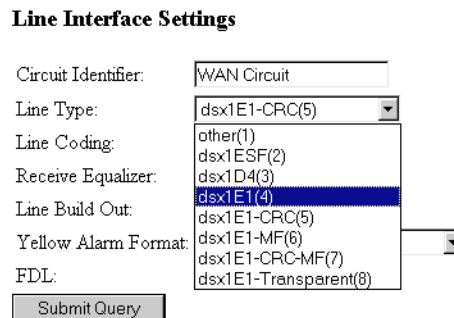 Line Interface Settings
Circuit Identifier: WAN Circuit
Line Type: dsx1E1-CRC(5)
Line Coding:
Receive Equalizer:
Line Build Out:
Yellow Alarm Format:
FDL:
other(1)
dsx1ESF(2)
dsx1D4(3)
dsx1E1(4)
dsx1E1-CRC(5)
dsx1E1-MF(6)
dsx1E1-CRC-MF(7)
dsx1E1-Transparent(8)
Submit Query